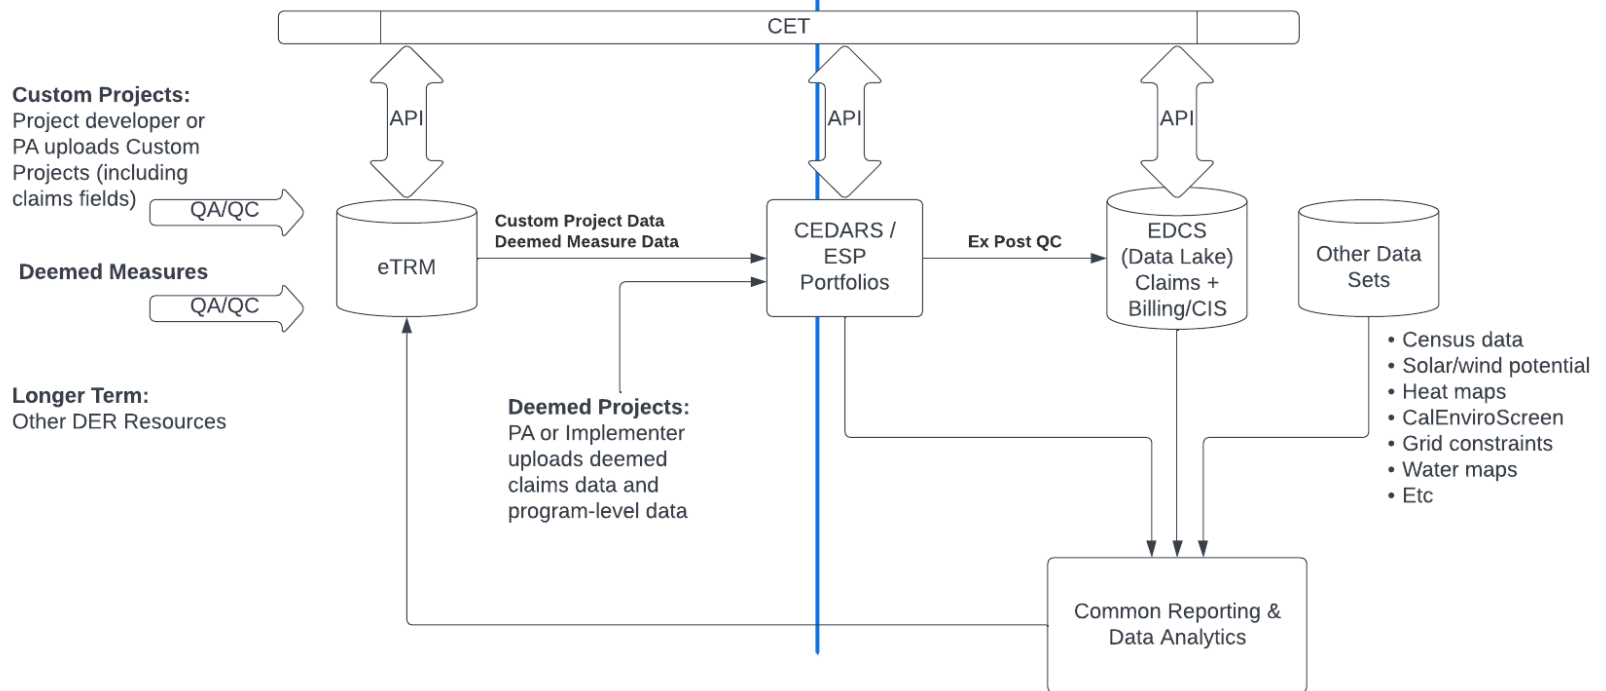 CET
API
API
API
Custom Projects:
Project developer or
PA uploads Custom
Projects (including
claims fields)
QA/QC
Deemed Measures
QA/QC
Longer Term:
Other DER Resources
eTRM
Custom Project Data
Deemed Measure Data
CEDARS /
ESP
Portfolios
Ex Post QC
EDCS
(Data Lake)
Claims +
Billing/CIS
Other Data
Sets
• Census data
• Solar/wind potential
• Heat maps
• CalEnviroScreen
• Grid constraints
• Water maps
• Etc
Deemed Projects:
PA or Implementer
uploads deemed
claims data and
program-level data
Common Reporting &
Data Analytics